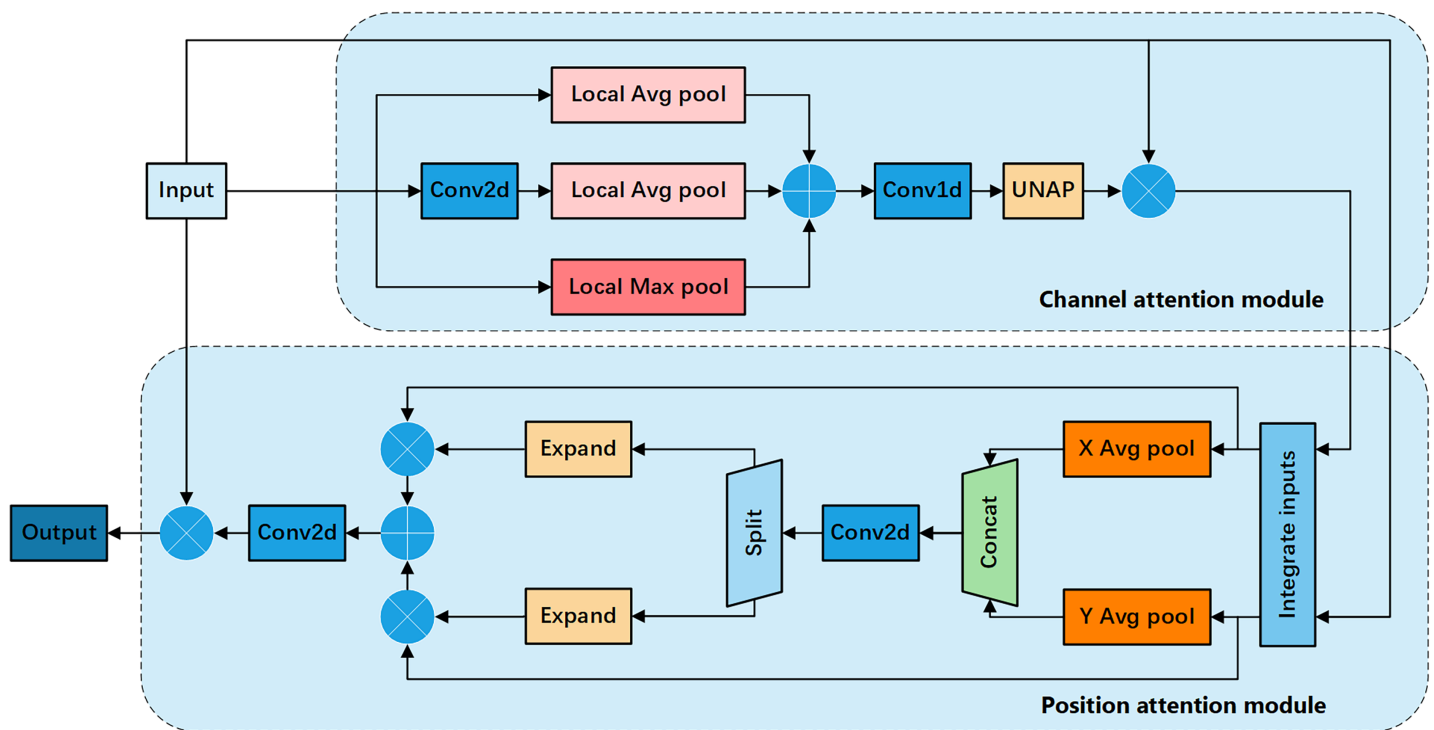 Local Avg pool
Input
Conv2d
Local Avg pool
Conv1d
UNAP
Local Max pool
Channel attention module
Expand
X Avg pool
Output
Conv2d
Split
Conv2d
Concat
Integrate inputs
Expand
Y Avg pool
Position attention module